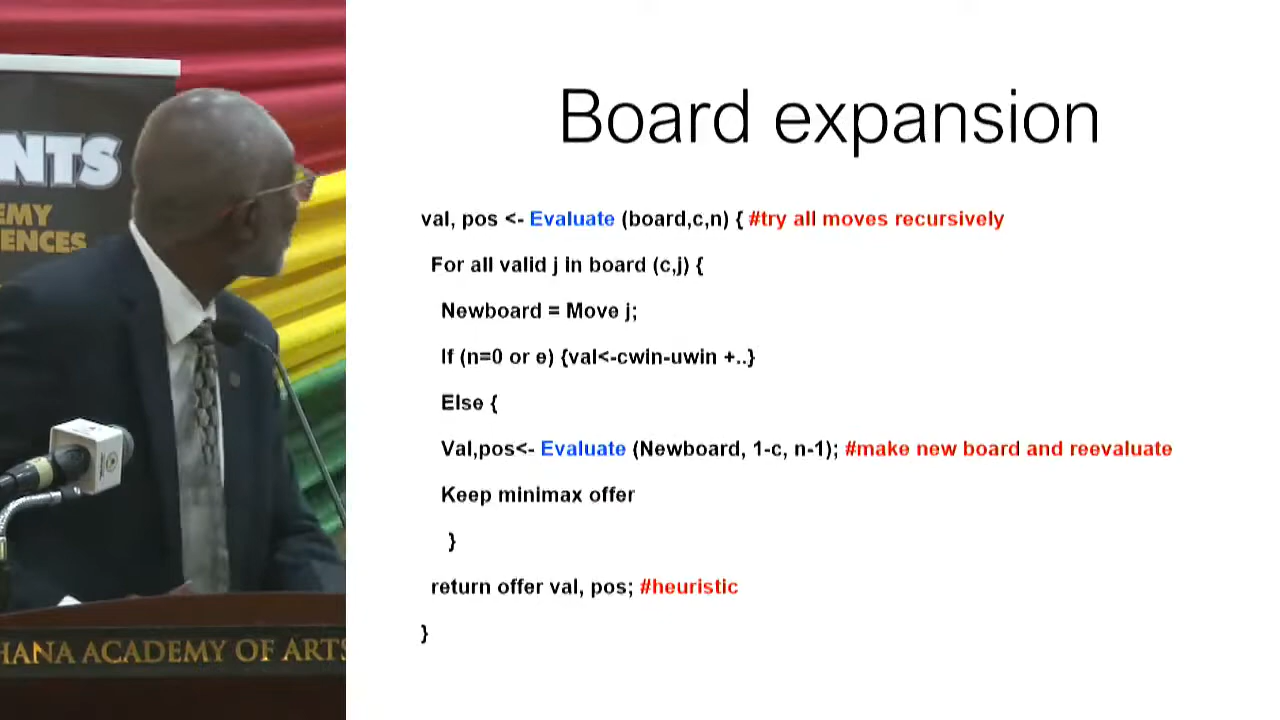 NTS
EMY
ENCES
HANA ACADEMY OF ARTS
Board expansion
val, pos <- Evaluate (board,c,n) { #try all moves recursively
For all valid j in board (c,j) {
Newboard = Move j;
If (n=0 or e) {val<-cwin-uwin +..}
Else {
Val,pos<- Evaluate (Newboard, 1-c, n-1); #make new board and reevaluate
Keep minimax offer
}
return offer val, pos; #heuristic
}